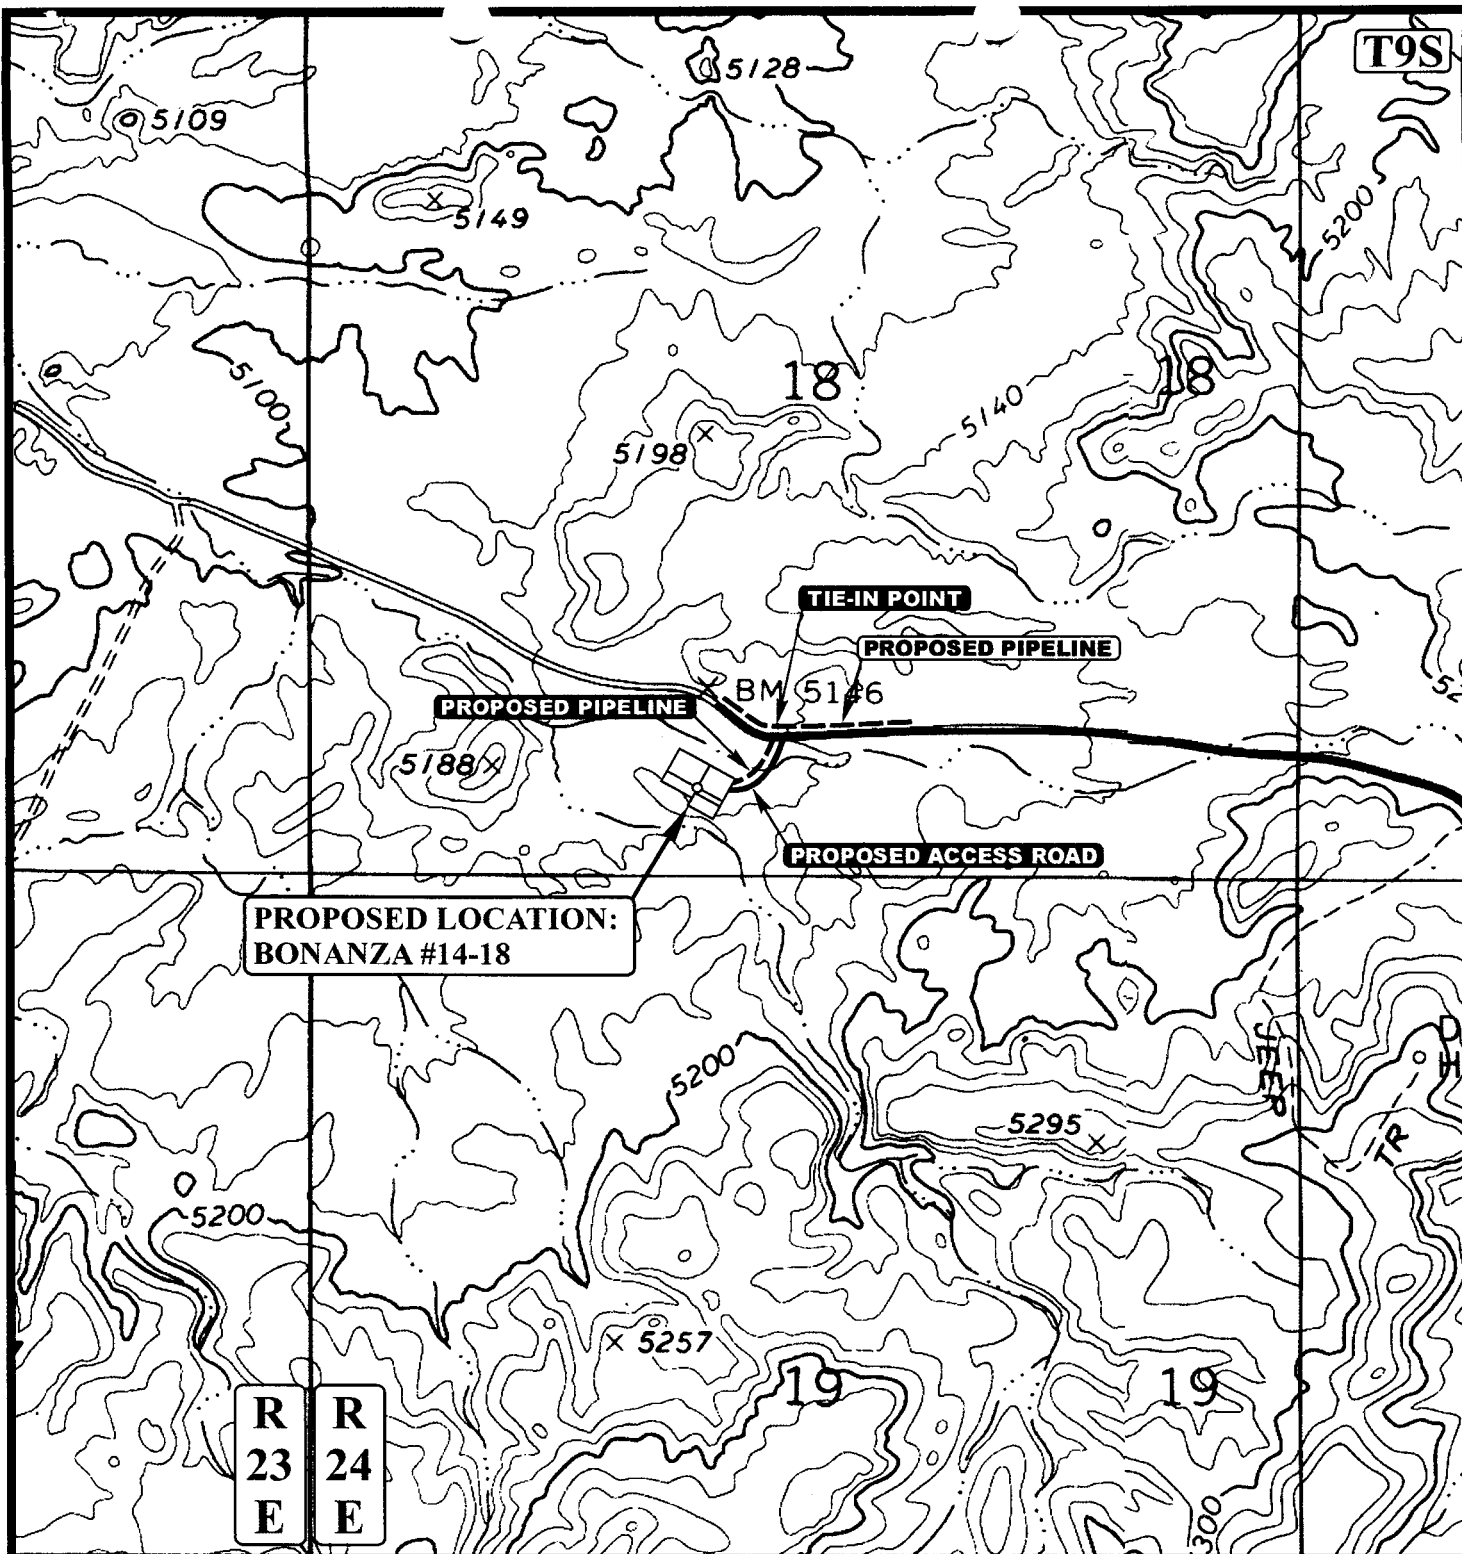 T9S
5128
5109
5149
5200
5100
18
18
5140
5198
TIE-IN POINT
PROPOSED PIPELINE
BM 5146
PROPOSED PIPELINE
5188
PROPOSED ACCESS ROAD
PROPOSED LOCATION:
BONANZA #14-18
JEEP
TR
5200
5295
5200
5257
19
19
R
23
E
R
24
E